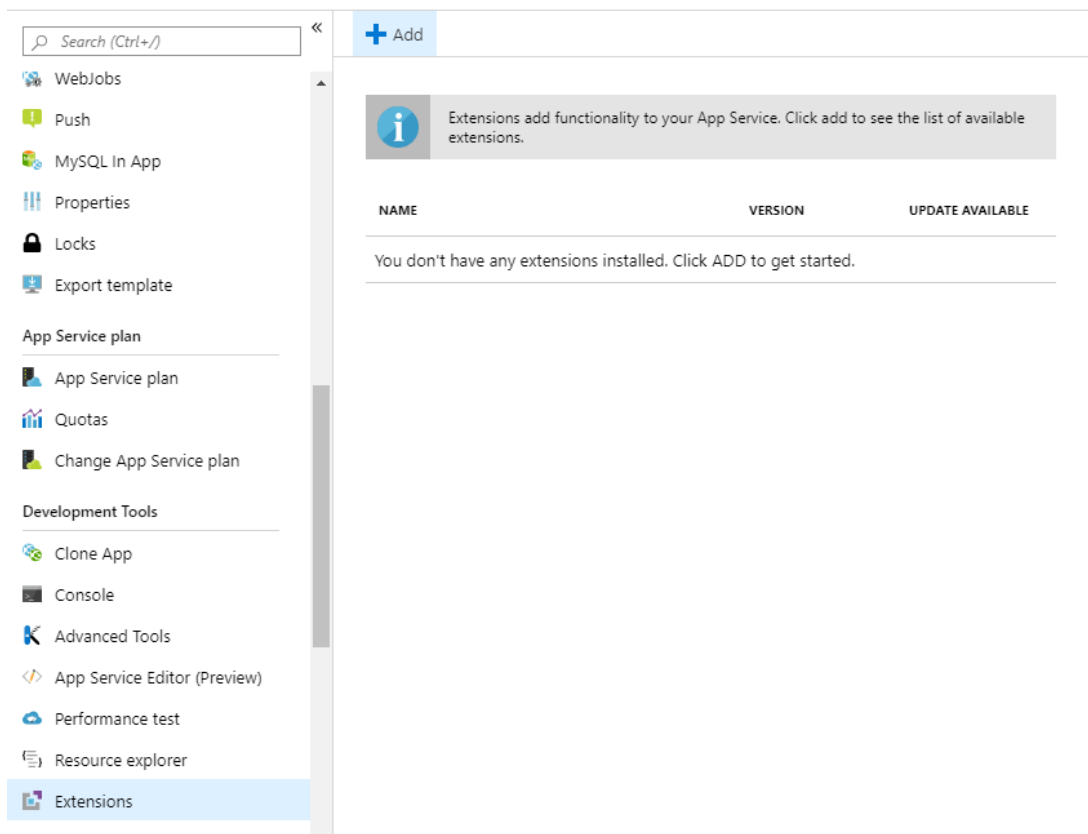 Search (Ctrl+/)
«
WebJobs
Push
MySQL In App
Properties
Locks
Export template
App Service plan
App Service plan
Quotas
Change App Service plan
Development Tools
Clone App
Console
Advanced Tools
App Service Editor (Preview)
Performance test
Resource explorer
Extensions
Add
Extensions add functionality to your App Service. Click add to see the list of available
extensions.
NAME VERSION UPDATE AVAILABLE
You don't have any extensions installed. Click ADD to get started.